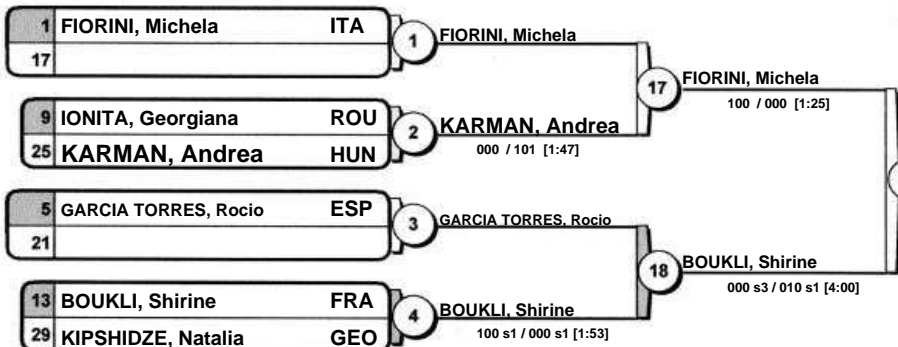 1 FIORINI, Michela ITA
17
1
FIORINI, Michela
9 IONITA, Georgiana ROU
25 KARMAN, Andrea HUN
2
KARMAN, Andrea
000 / 101 [1:47]
17
FIORINI, Michela
100 / 000 [1:25]
5 GARCIA TORRES, Rocio ESP
21
3
GARCIA TORRES, Rocio
13 BOUKLI, Shirine FRA
29 KIPSHIDZE, Natalia GEO
4
BOUKLI, Shirine
100 s1 / 000 s1 [1:53]
18
BOUKLI, Shirine
000 s3 / 010 s1 [4:00]